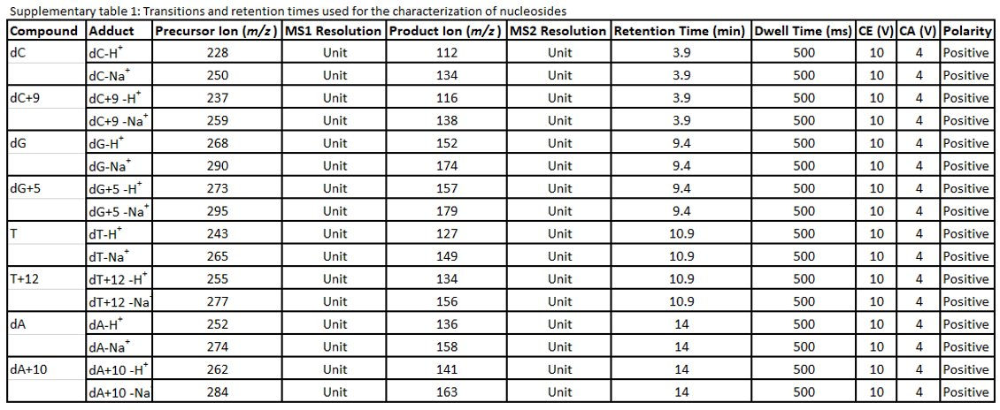 Supplementary table 1: Transitions and retention times used for the characterization of nucleosides
Compound Adduct Precursor Ion (m/z) MS1 Resolution Product Ion (m/z) MS2 Resolution Retention Time (min) Dwell Time (ms) CE (V) CA (V) Polarity
dC dC-H+ 228 Unit 112 Unit 3.9 500 10 4 Positive
dC-Na+ 250 Unit 134 Unit 3.9 500 10 4 Positive
dC+9 dC+9 -H+ 237 Unit 116 Unit 3.9 500 10 4 Positive
dC+9 -Na+ 259 Unit 138 Unit 3.9 500 10 4 Positive
dG dG-H+ 268 Unit 152 Unit 9.4 500 10 4 Positive
dG-Na+ 290 Unit 174 Unit 9.4 500 10 4 Positive
dG+5 dG+5 -H+ 273 Unit 157 Unit 9.4 500 10 4 Positive
dG+5 -Na+ 295 Unit 179 Unit 9.4 500 10 4 Positive
T dT-H+ 243 Unit 127 Unit 10.9 500 10 4 Positive
dT-Na+ 265 Unit 149 Unit 10.9 500 10 4 Positive
T+12 dT+12 -H+ 255 Unit 134 Unit 10.9 500 10 4 Positive
dT+12 -Na 277 Unit 156 Unit 10.9 500 10 4 Positive
dA dA-H+ 252 Unit 136 Unit 14 500 10 4 Positive
dA-Na+ 274 Unit 158 Unit 14 500 10 4 Positive
dA+10 dA+10 -H+ 262 Unit 141 Unit 14 500 10 4 Positive
dA+10 -Na 284 Unit 163 Unit 14 500 10 4 Positive